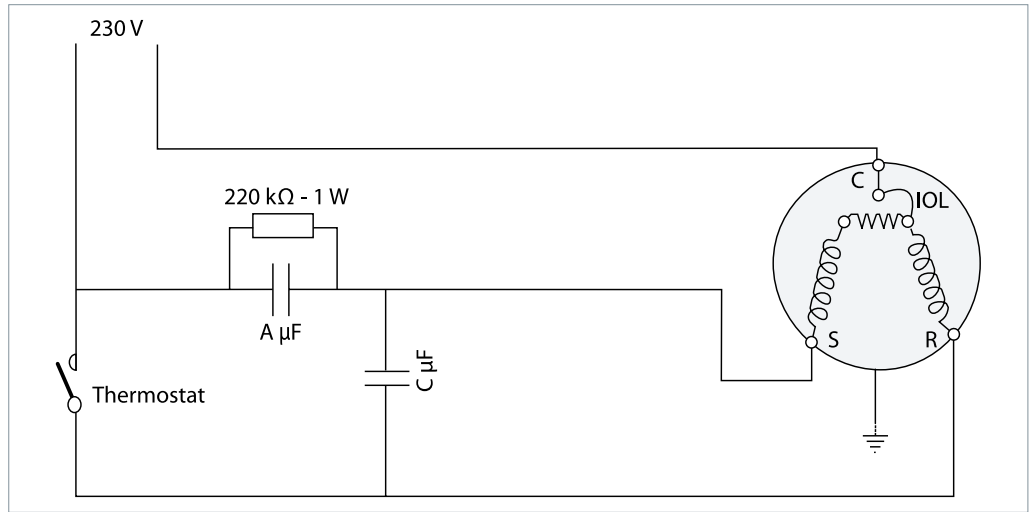 230 V
220 kΩ - 1 W
A µF
C µF
Thermostat
C
IOL
S
R